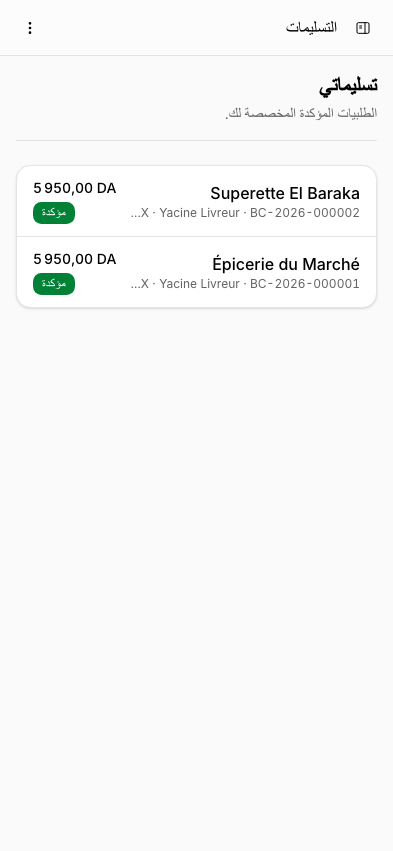 التسليمات
تسليماتي
الطلبيات المؤكدة المخصصة لك.
Superette El Baraka
5 950,00 DA
BC-2026-000002 · Yacine Livreur · X...
مؤكدة
Épicerie du Marché
5 950,00 DA
BC-2026-000001 · Yacine Livreur · X...
مؤكدة